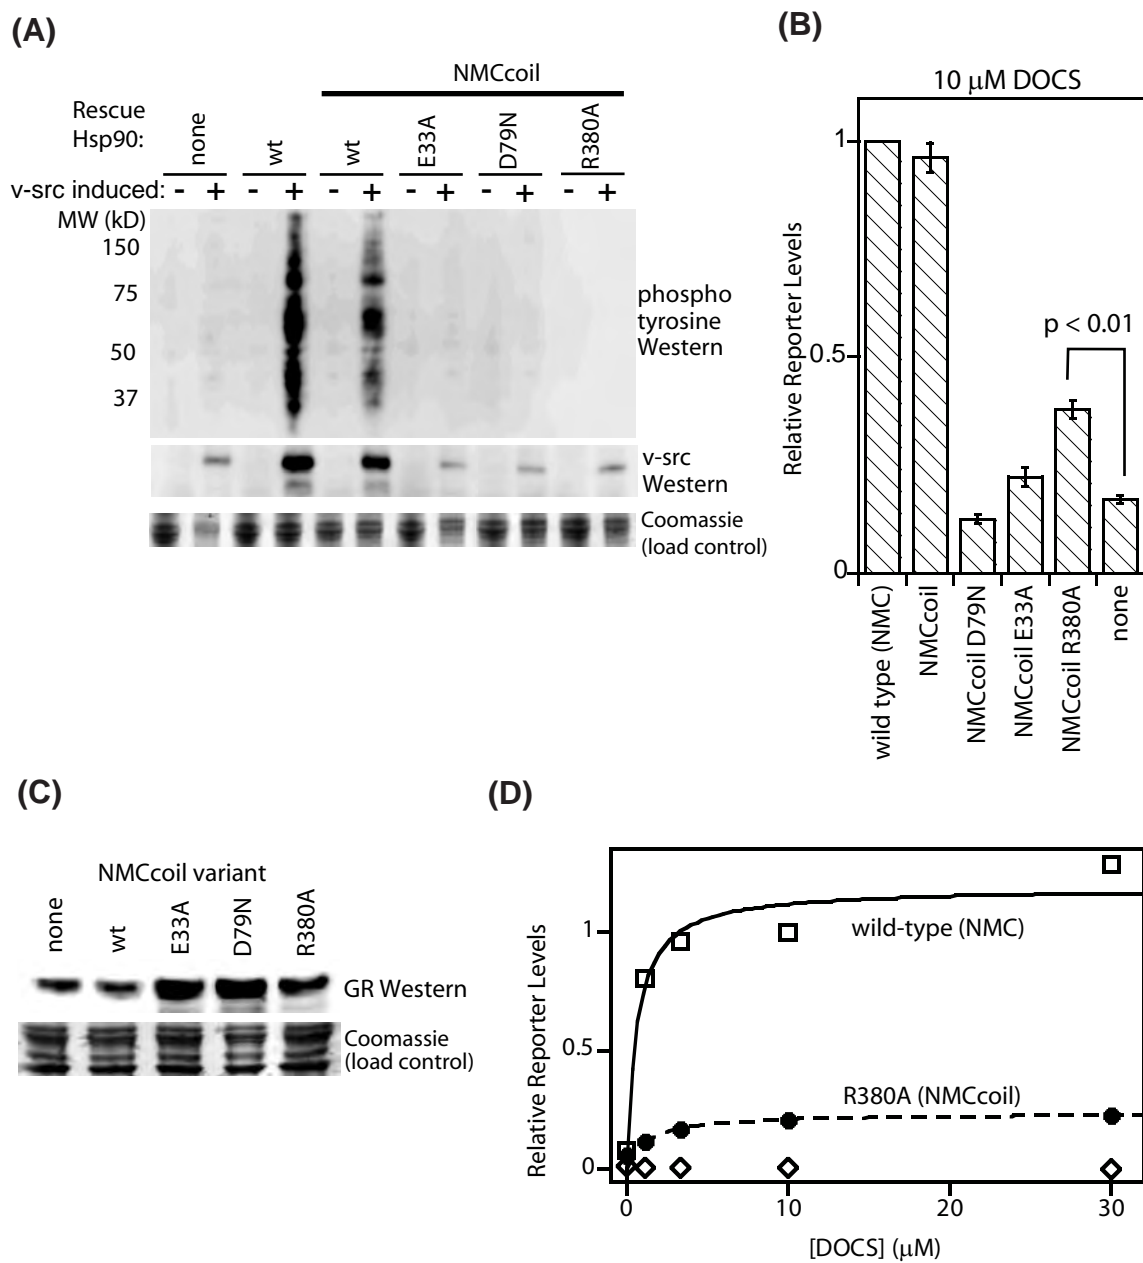 (A)
NMCcoil
Rescue
Hsp90:
none
wt
wt
E33A
D79N
R380A
v-src induced:
- + - + - + - + - + - +
MW (kD)
150
75
50
37
phospho
tyrosine
Western
v-src
Western
Coomassie
(load control)
(B)
10 μM DOCS
Relative Reporter Levels
1
0.5
0
p < 0.01
wild type (NMC)
NMCcoil
NMCcoil D79N
NMCcoil E33A
NMCcoil R380A
none
(C)
NMCcoil variant
none
wt
E33A
D79N
R380A
GR Western
Coomassie
(load control)
(D)
Relative Reporter Levels
1
0.5
0
wild-type (NMC)
R380A (NMCcoil)
0
10
20
30
[DOCS] (μM)